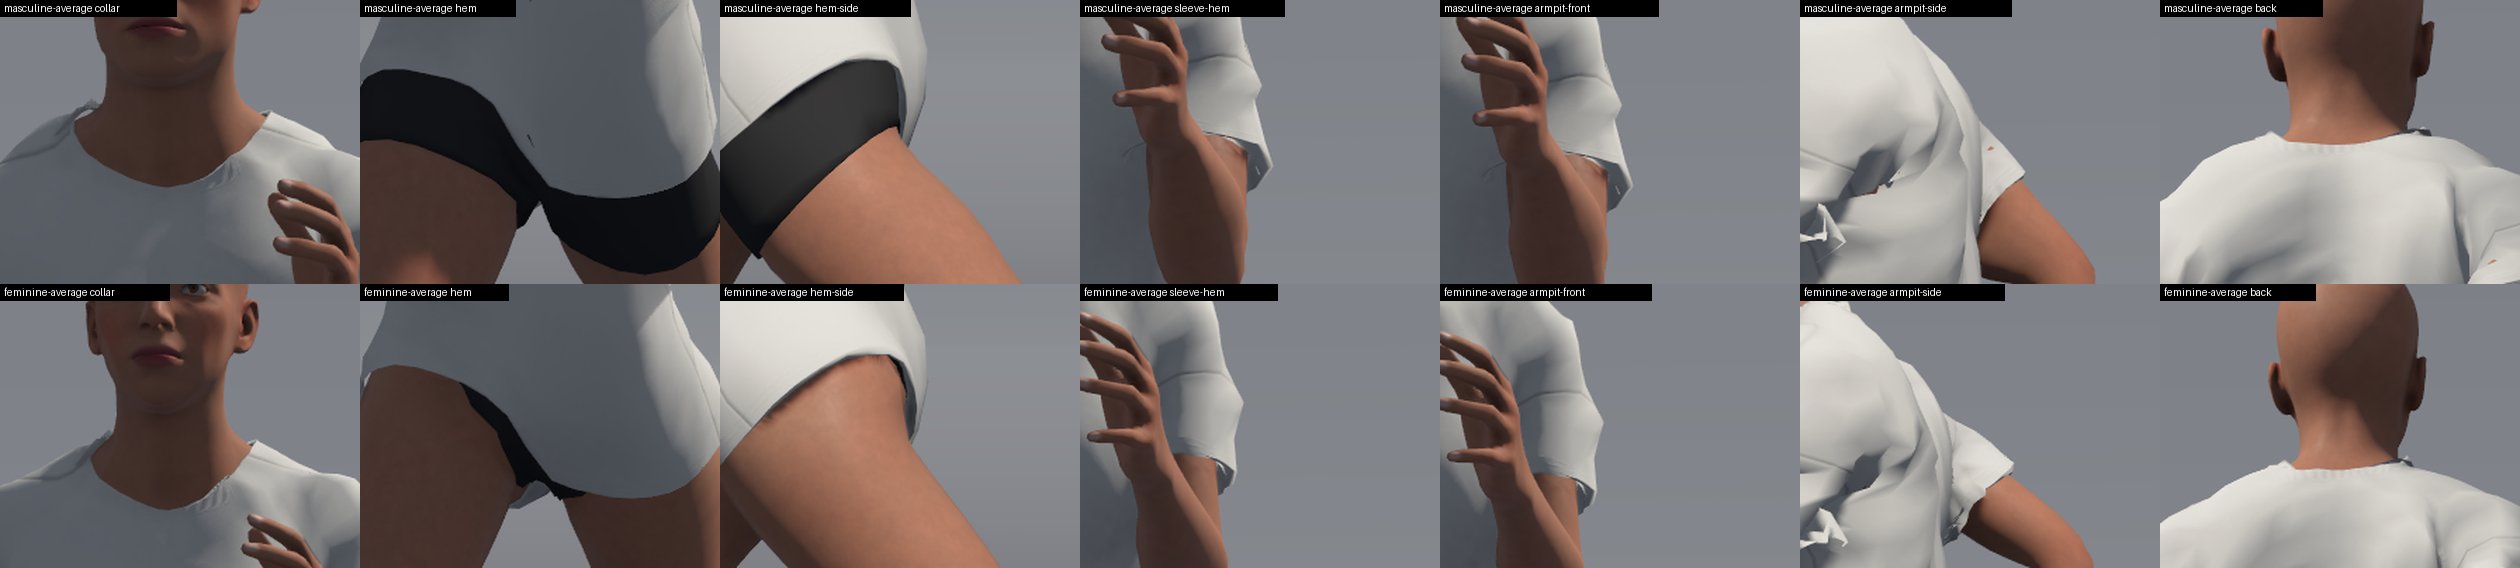 masculine-average collar
masculine-average hem
masculine-average hem-side
masculine-average sleeve-hem
masculine-average armpit-front
masculine-average armpit-side
masculine-average back
feminine-average collar
feminine-average hem
feminine-average hem-side
feminine-average sleeve-hem
feminine-average armpit-front
feminine-average armpit-side
feminine-average back